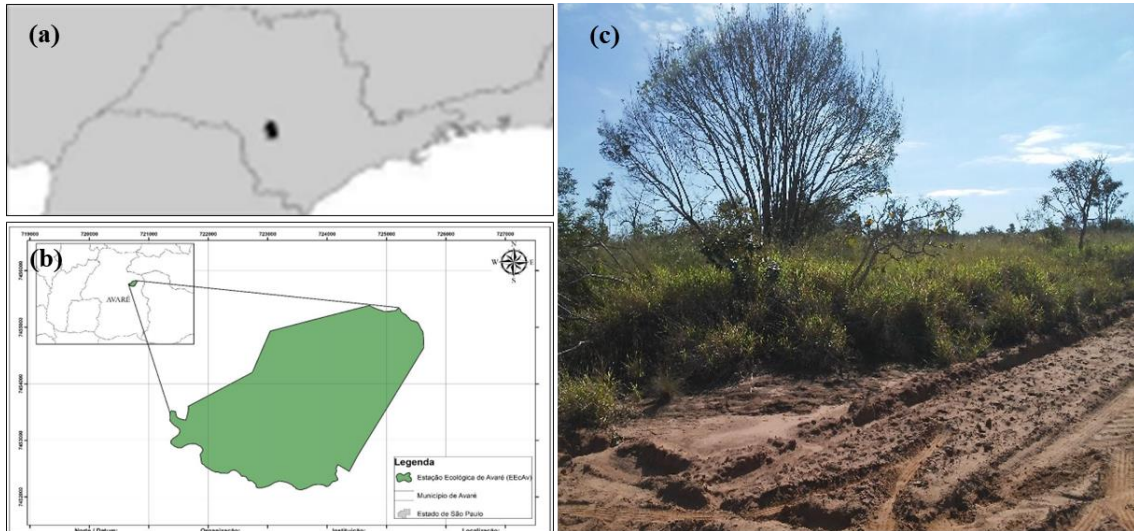 (a)
(b)
719000 720000 721000 722000 723000 724000 725000 726000 727000
N
W E
S
AVARÉ
Legenda
Estação Ecológica de Avaré (EEcAv)
Município de Avaré
Estado de São Paulo
(c)